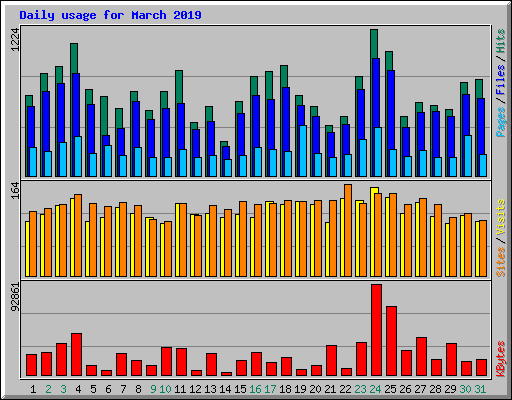 Daily usage for March 2019
1224
Pages / Files / Hits
164
Sites / Visits
92861
KBytes
1 2 3 4 5 6 7 8 9 10 11 12 13 14 15 16 17 18 19 20 21 22 23 24 25 26 27 28 29 30 31